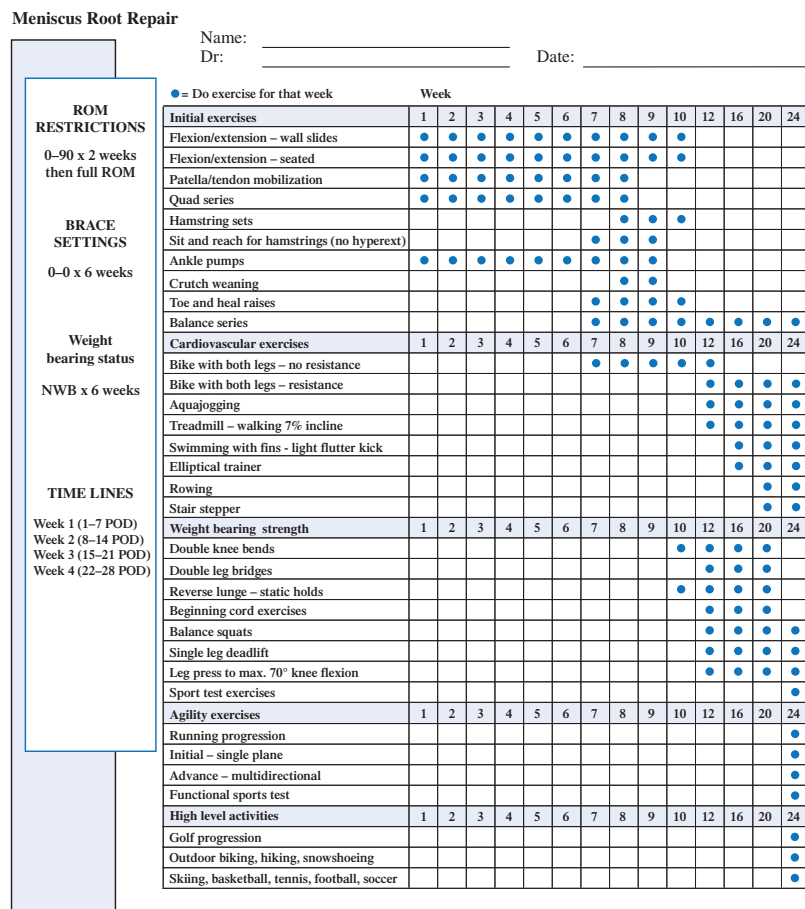 Meniscus Root Repair
Name:
Dr:
Date:
ROM
RESTRICTIONS
0–90 x 2 weeks
then full ROM
BRACE
SETTINGS
0–0 x 6 weeks
Weight
bearing status
NWB x 6 weeks
TIME LINES
Week 1 (1–7 POD)
Week 2 (8–14 POD)
Week 3 (15–21 POD)
Week 4 (22–28 POD)
= Do exercise for that week Week
Initial exercises 1 2 3 4 5 6 7 8 9 10 12 16 20 24
Flexion/extension – wall slides
Flexion/extension – seated
Patella/tendon mobilization
Quad series
Hamstring sets
Sit and reach for hamstrings (no hyperext)
Ankle pumps
Crutch weaning
Toe and heal raises
Balance series
Cardiovascular exercises 1 2 3 4 5 6 7 8 9 10 12 16 20 24
Bike with both legs – no resistance
Bike with both legs – resistance
Aquajogging
Treadmill – walking 7% incline
Swimming with fins - light flutter kick
Elliptical trainer
Rowing
Stair stepper
Weight bearing strength 1 2 3 4 5 6 7 8 9 10 12 16 20 24
Double knee bends
Double leg bridges
Reverse lunge – static holds
Beginning cord exercises
Balance squats
Single leg deadlift
Leg press to max. 70° knee flexion
Sport test exercises
Agility exercises 1 2 3 4 5 6 7 8 9 10 12 16 20 24
Running progression
Initial – single plane
Advance – multidirectional
Functional sports test
High level activities 1 2 3 4 5 6 7 8 9 10 12 16 20 24
Golf progression
Outdoor biking, hiking, snowshoeing
Skiing, basketball, tennis, football, soccer